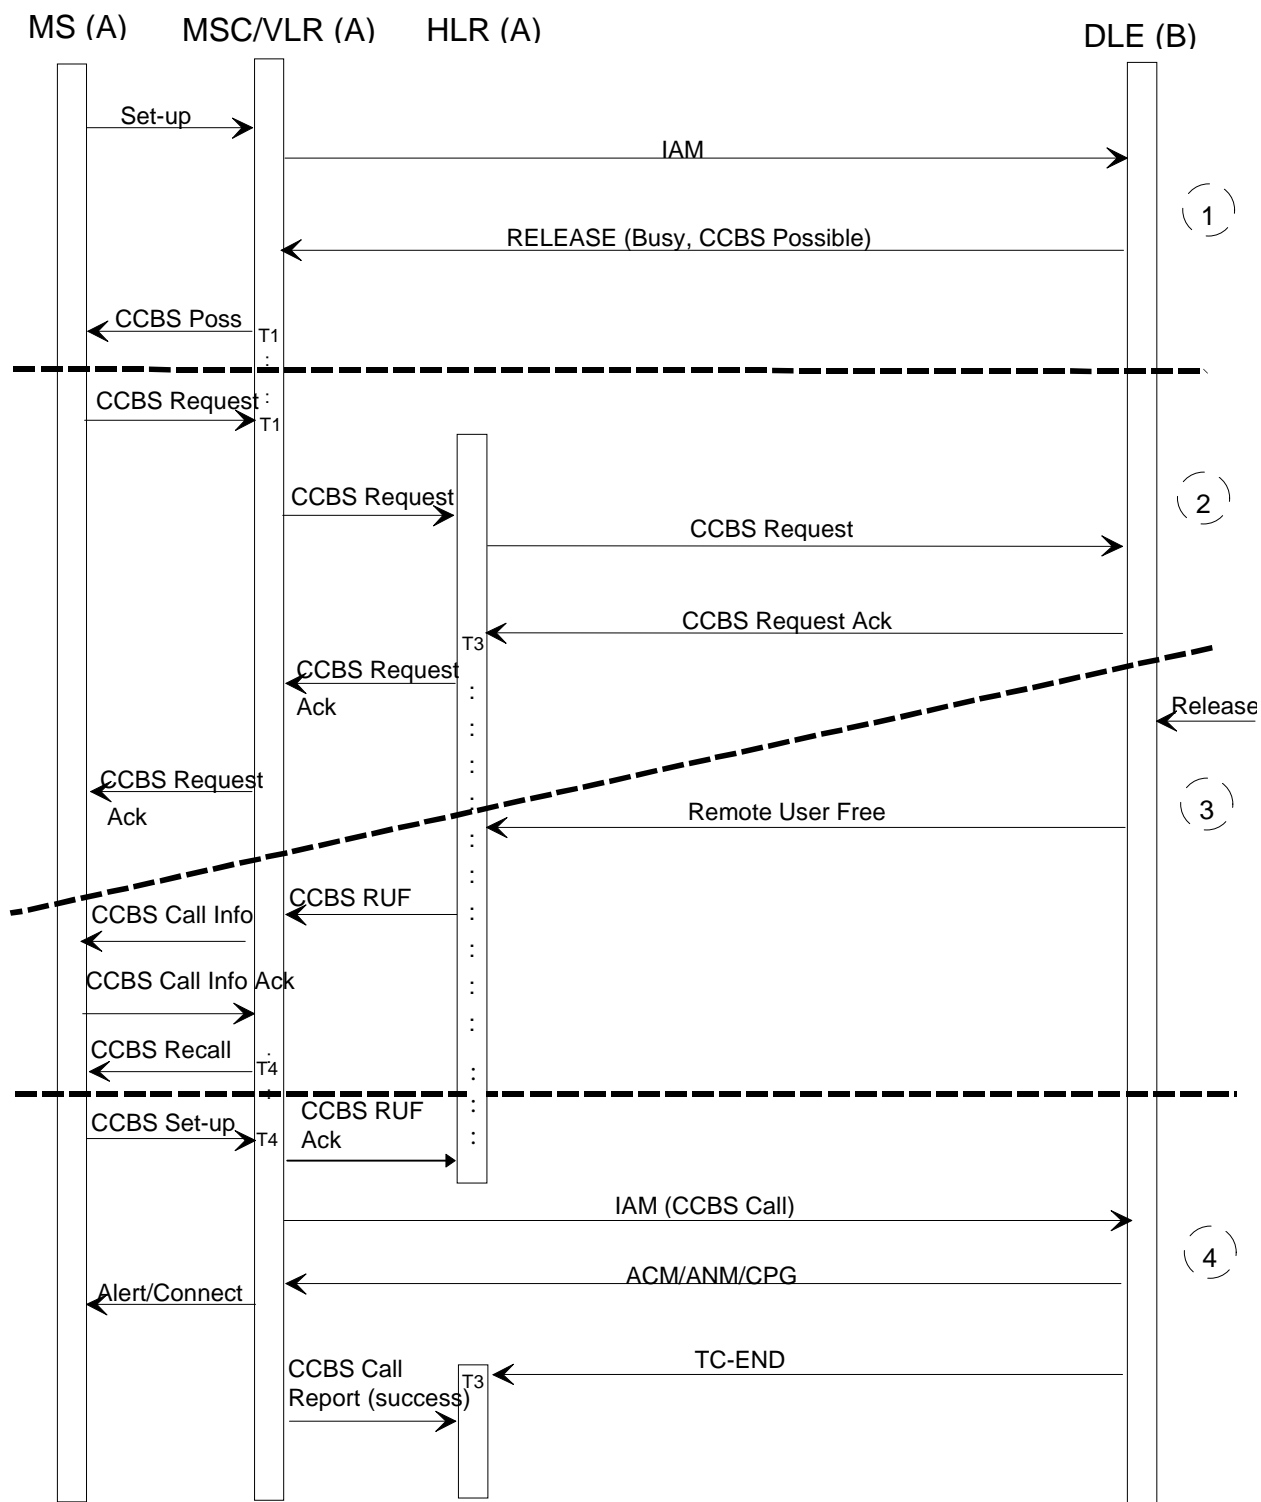 MS (A) MSC/VLR (A) HLR (A) DLE (B)
Set-up
IAM
1
RELEASE (Busy, CCBS Possible)
CCBS Poss
T1
CCBS Request
T1
CCBS Request
2
CCBS Request
CCBS Request Ack
T3
CCBS Request
Ack
Release
CCBS Request
Ack
3
Remote User Free
CCBS RUF
CCBS Call Info
CCBS Call Info Ack
CCBS Recall
T4
CCBS RUF
Ack
CCBS Set-up
T4
IAM (CCBS Call)
4
ACM/ANM/CPG
Alert/Connect
TC-END
CCBS Call
Report (success)
T3